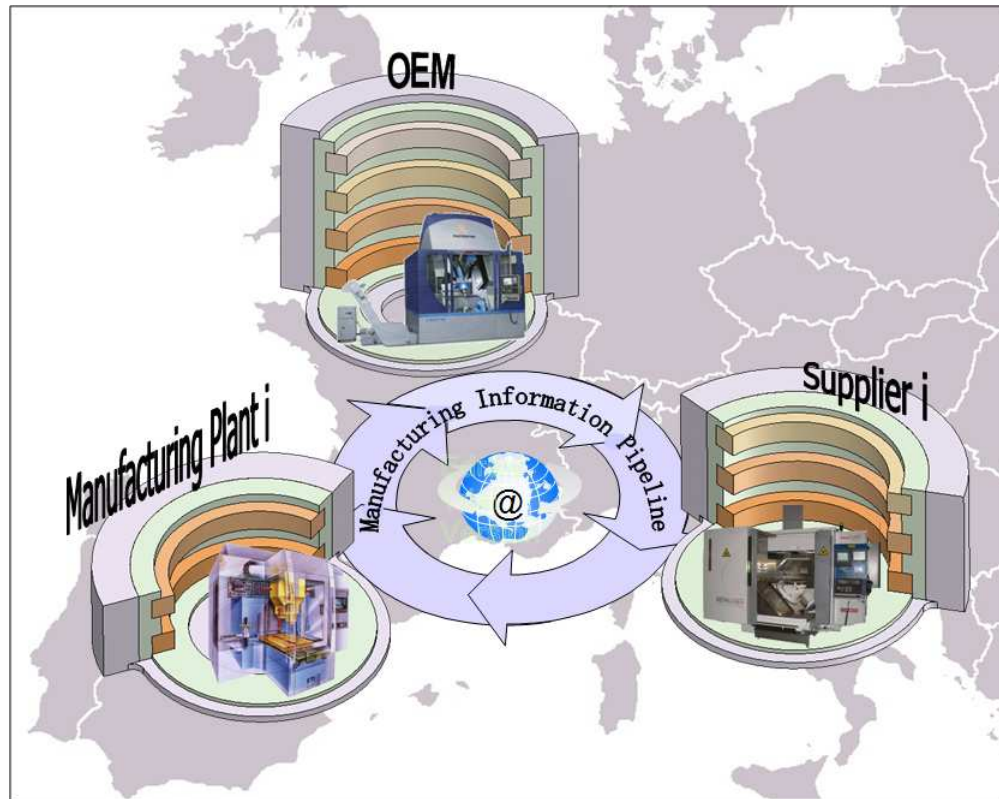 OEM
Supplier i
Manufacturing Plant i
Manufacturing Information Pipeline
@